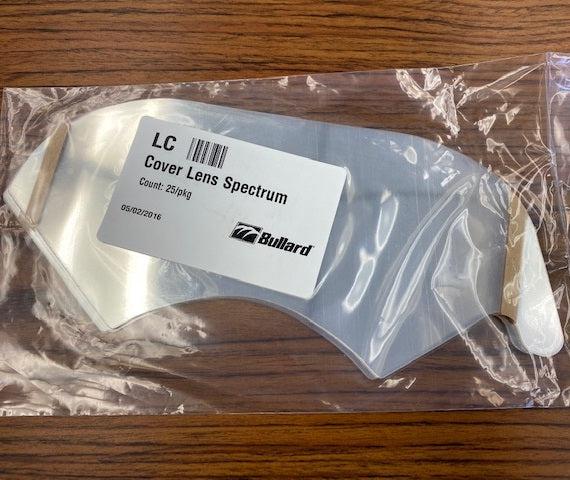 LC
Cover Lens Spectrum
Count: 25/pkg
05/02/2016
Bullard